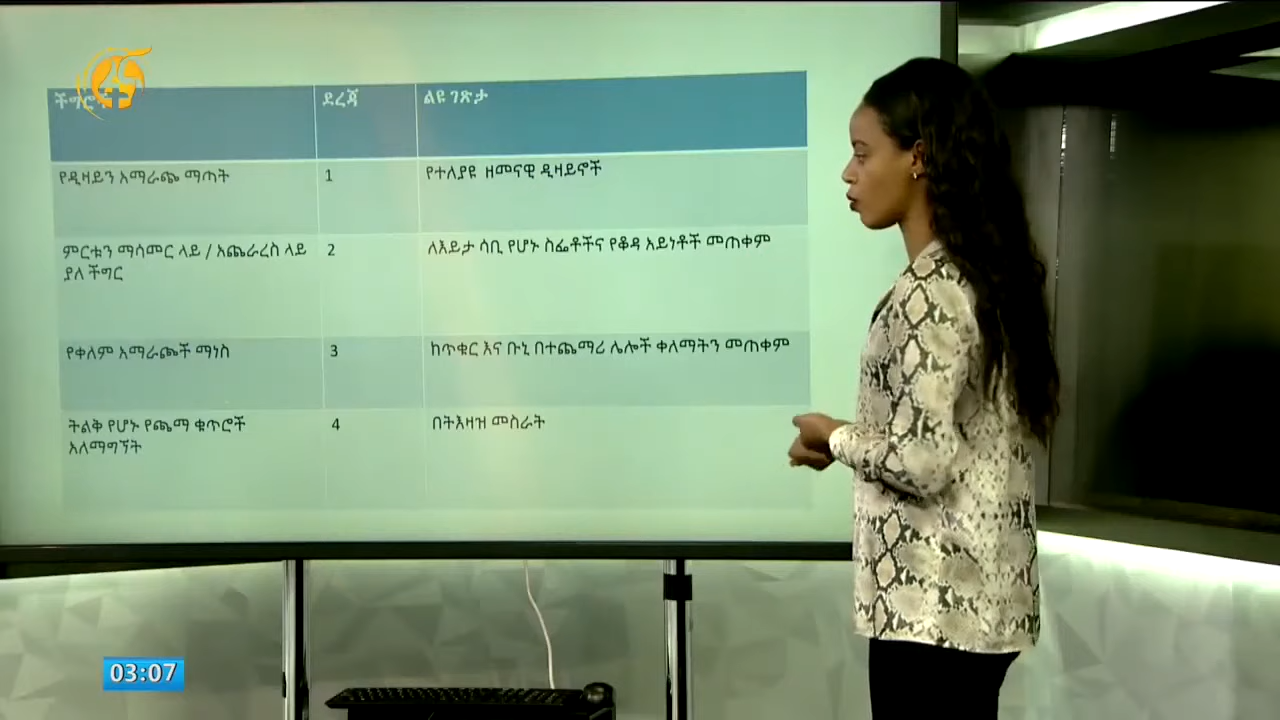 ችግሮች
ደረጃ
ልዩ ገጽታ
የዲዛይን አማራጭ ማጣት
1
የተለያዩ ዘመናዊ ዲዛይኖች
ምርቱን ማሳመር ላይ / አጨራረስ ላይ
ያለ ችግር
2
ለእይታ ሳቢ የሆኑ ስፌቶችና የቆዳ አይነቶች መጠቀም
የቀለም አማራጮች ማነስ
3
ከጥቁር እና ቡኒ በተጨማሪ ሌሎች ቀለማትን መጠቀም
ትልቅ የሆኑ የጫማ ቁጥሮች
አለማግኘት
4
በትእዛዝ መስራት
03:07